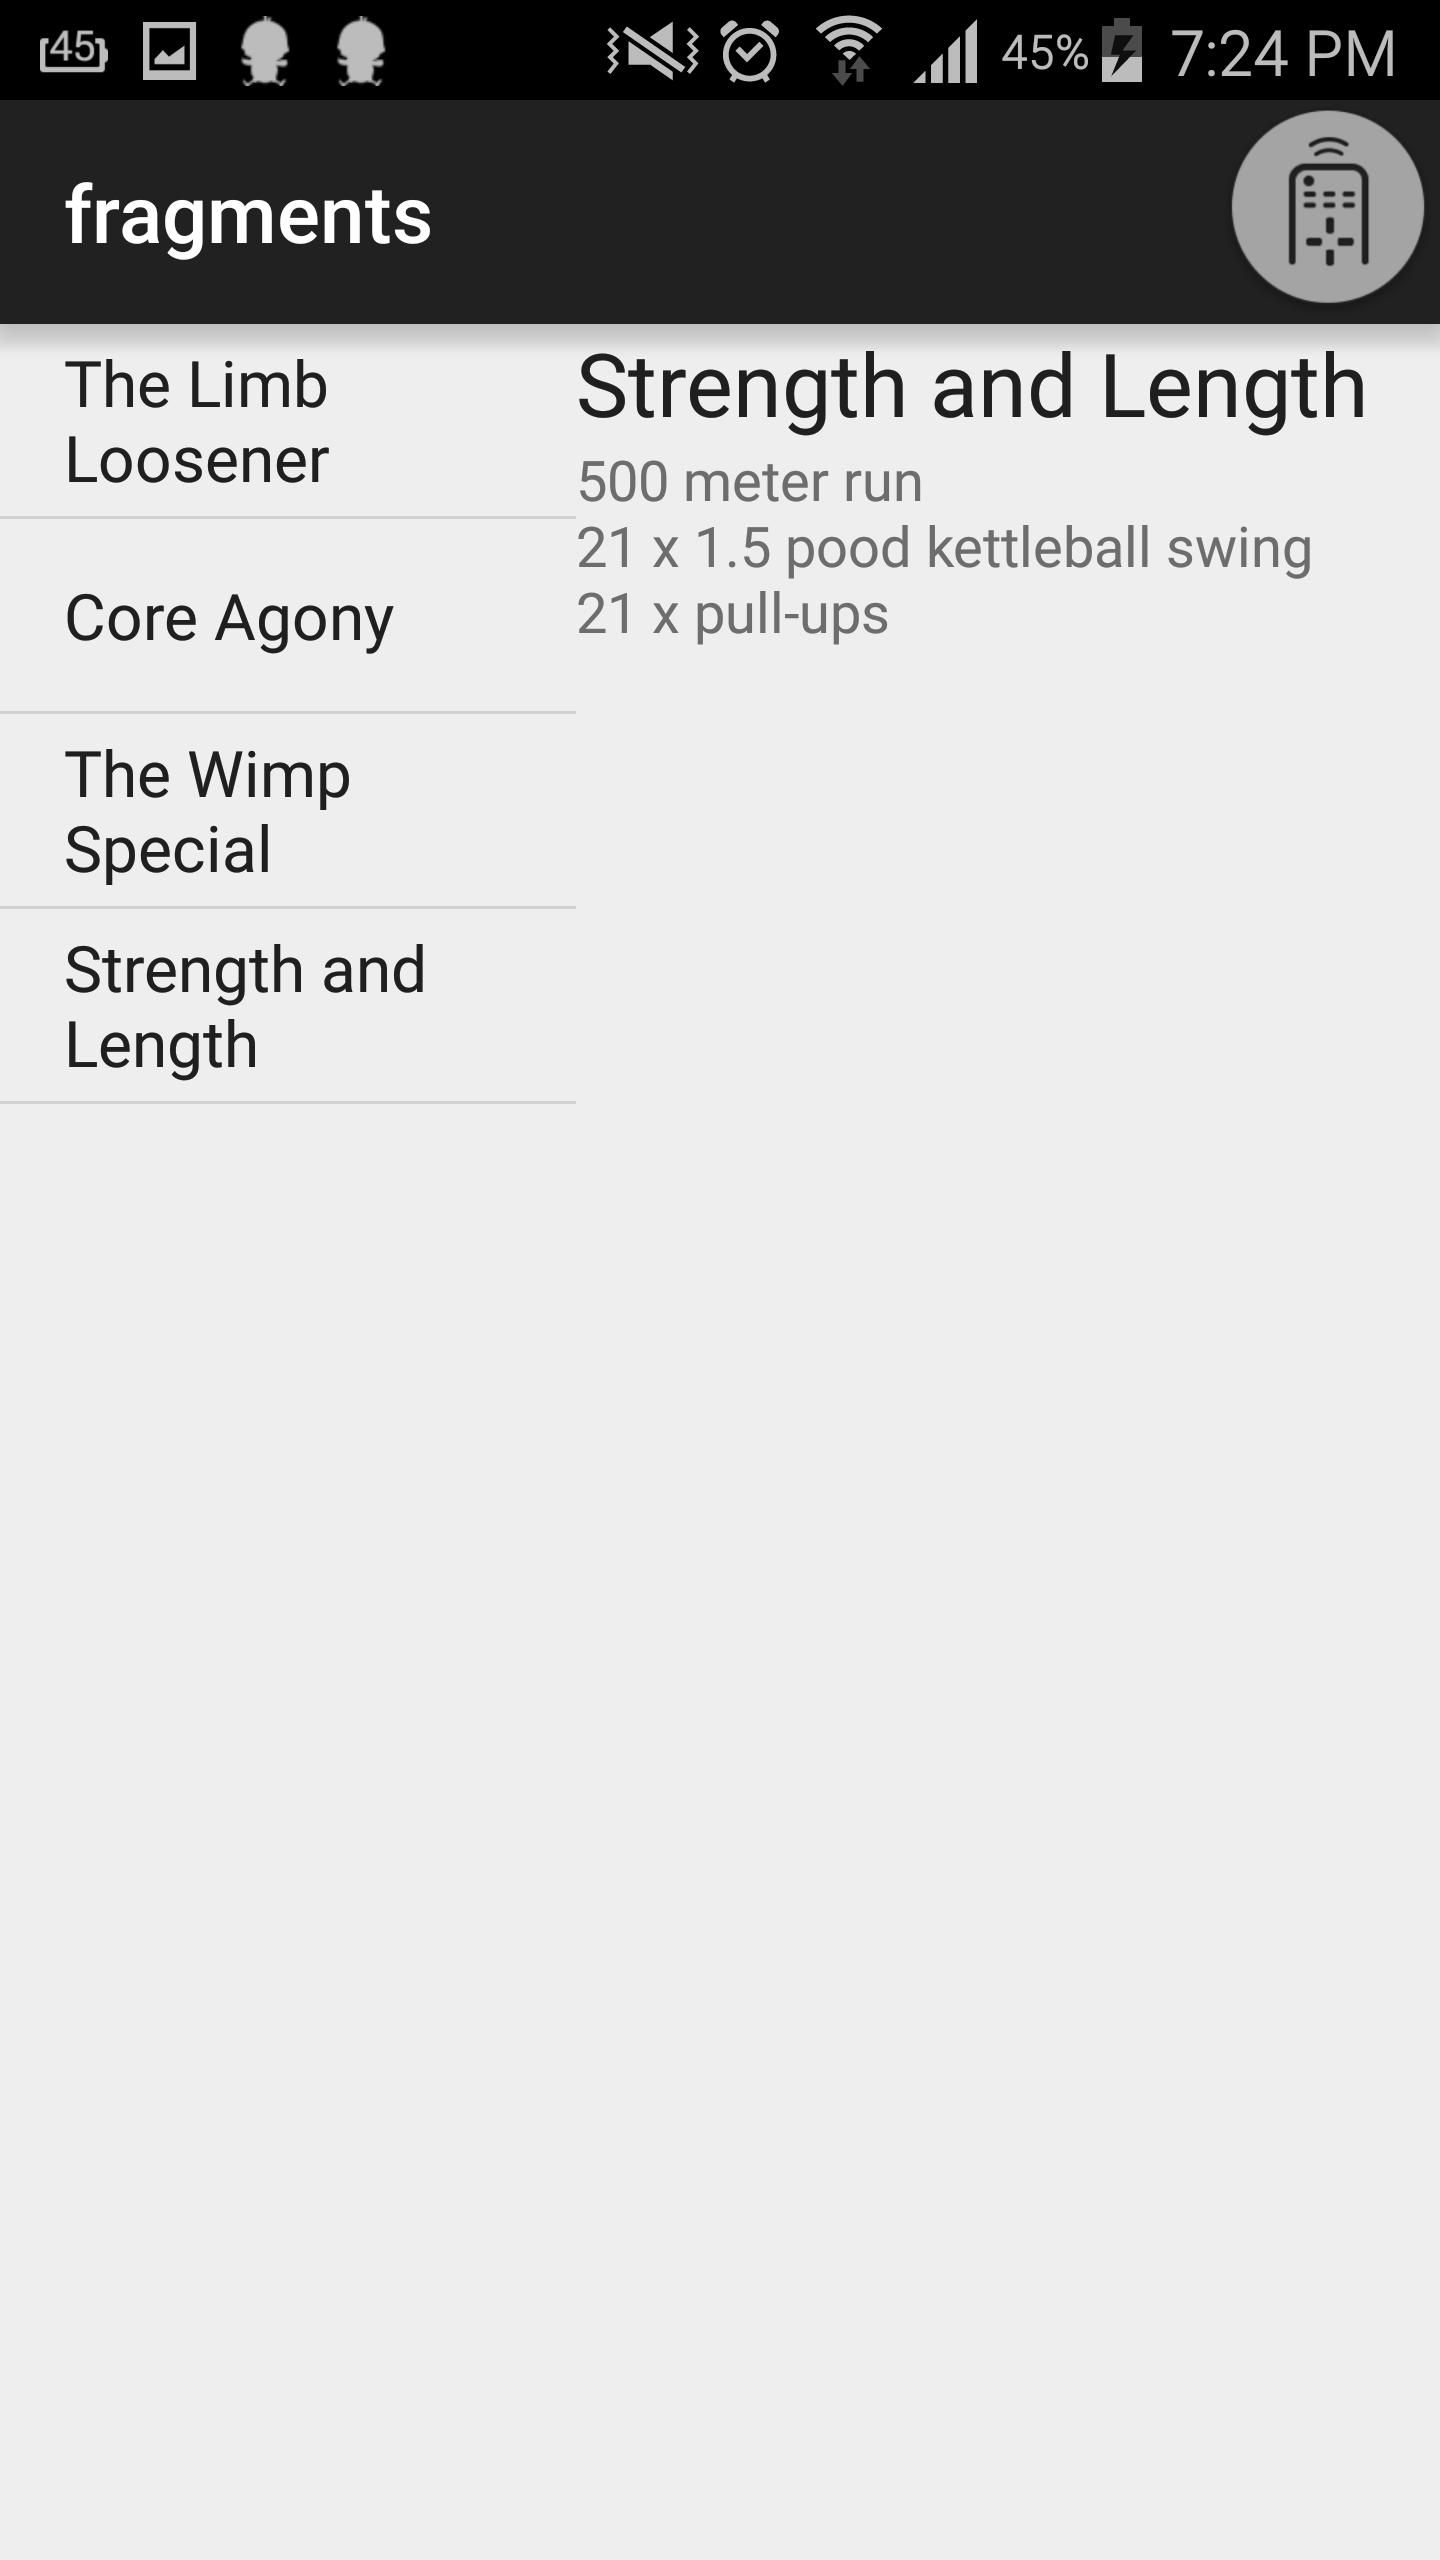 45
45%
7:24 PM
fragments
The Limb
Loosener
Core Agony
The Wimp
Special
Strength and
Length
Strength and Length
500 meter run
21 x 1.5 pood kettleball swing
21 x pull-ups